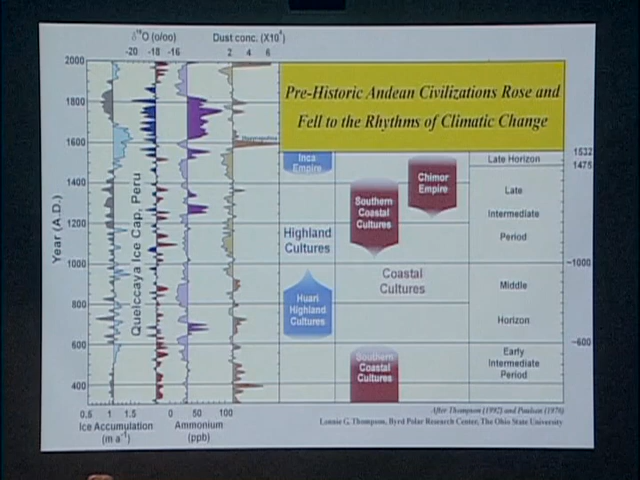 δ¹⁸O (o/oo)
Dust conc. (X10⁵)
-20 -18 -16
2 4 6
Pre-Historic Andean Civilizations Rose and
Fell to the Rhythms of Climatic Change
Year (A.D.)
2000
1800
1600
1400
1200
1000
800
600
400
Quelccaya Ice Cap, Peru
Inca
Empire
Chimor
Empire
Southern
Coastal
Cultures
Highland
Cultures
Coastal
Cultures
Huari
Highland
Cultures
Southern
Coastal
Cultures
Late Horizon
Late
Intermediate
Period
Middle
Horizon
Early
Intermediate
Period
1532
1475
~1000
~600
0.5 1 1.5
0 50 100
Ice Accumulation
(m a⁻¹)
Ammonium
(ppb)
After Thompson (1992) and Paulsen (1976)
Lonnie G. Thompson, Byrd Polar Research Center, The Ohio State University